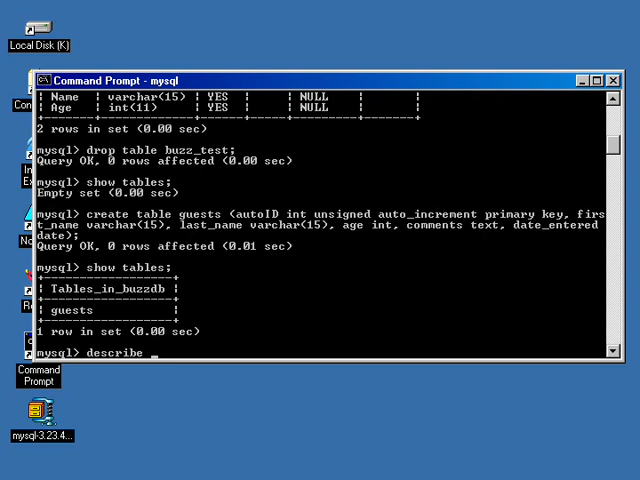 Local Disk (K)
Command Prompt - mysql
| Name | varchar(15) | YES | | NULL | |
| Age | int(11) | YES | | NULL | |
+-------+-------------+------+-----+---------+-------+
2 rows in set (0.00 sec)
mysql> drop table buzz_test;
Query OK, 0 rows affected (0.00 sec)
mysql> show tables;
Empty set (0.00 sec)
mysql> create table guests (autoID int unsigned auto_increment primary key, firs
t_name varchar(15), last_name varchar(15), age int, comments text, date_entered
date);
Query OK, 0 rows affected (0.01 sec)
mysql> show tables;
+------------------+
| Tables_in_buzzdb |
+------------------+
| guests |
+------------------+
1 row in set (0.00 sec)
mysql> describe _
Command
Prompt
mysql-3.23.4...